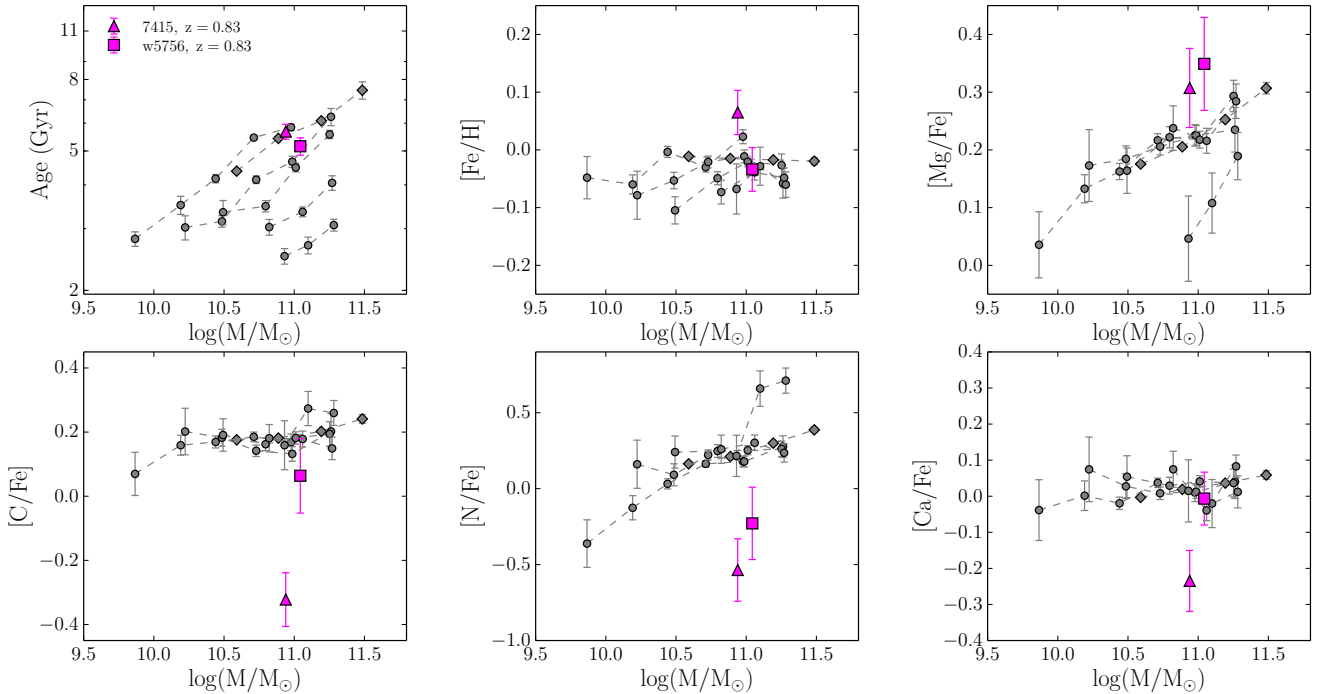 11
8
5
2
Age (Gyr)
7415, z = 0.83
w5756, z = 0.83
9.5 10.0 10.5 11.0 11.5
log(M/M☉)
0.2
0.1
−0.0
−0.1
−0.2
[Fe/H]
9.5 10.0 10.5 11.0 11.5
log(M/M☉)
0.4
0.3
0.2
0.1
0.0
[Mg/Fe]
9.5 10.0 10.5 11.0 11.5
log(M/M☉)
0.4
0.2
0.0
−0.2
−0.4
[C/Fe]
9.5 10.0 10.5 11.0 11.5
log(M/M☉)
0.5
0.0
−0.5
−1.0
[N/Fe]
9.5 10.0 10.5 11.0 11.5
log(M/M☉)
0.4
0.3
0.2
0.1
0.0
−0.1
−0.2
−0.3
−0.4
[Ca/Fe]
9.5 10.0 10.5 11.0 11.5
log(M/M☉)